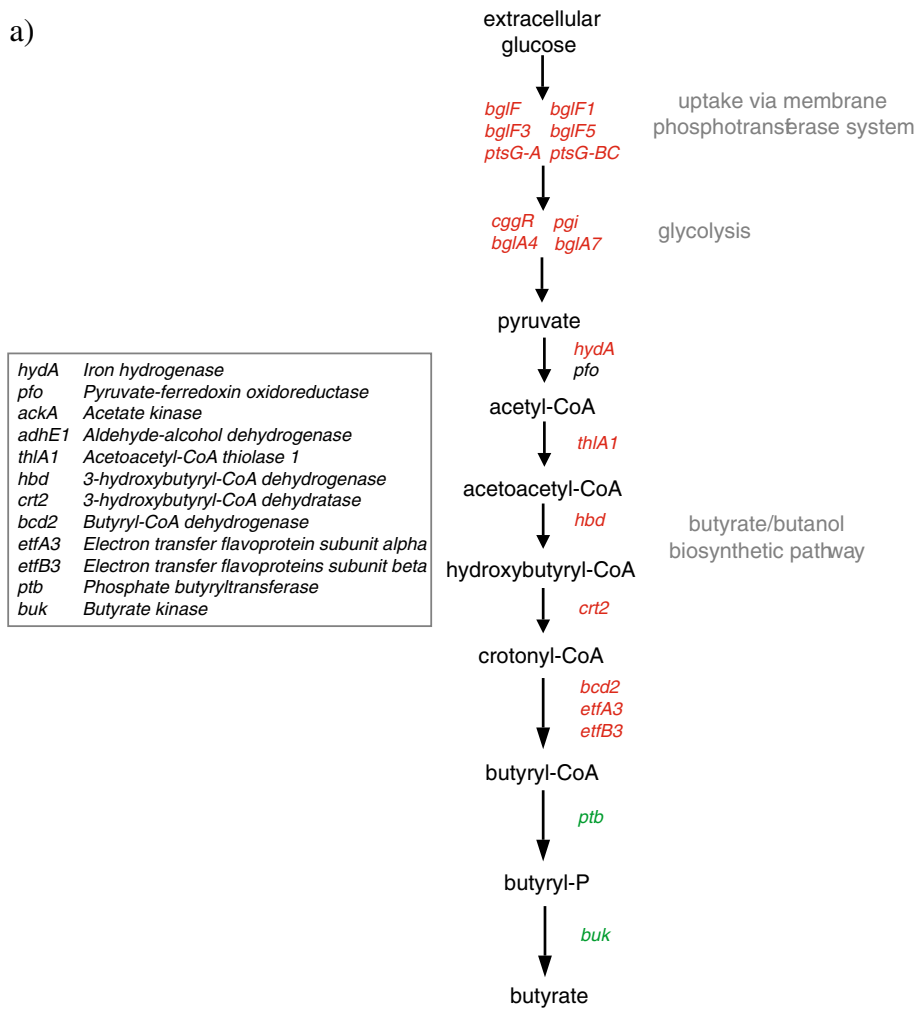 a)
extracellular
glucose
bglF bglF1
bglF3 bglF5
ptsG-A ptsG-BC
uptake via membrane
phosphotransferase system
cggR pgi
bglA4 bglA7
glycolysis
pyruvate
hydA
pfo
acetyl-CoA
thlA1
acetoacetyl-CoA
hbd
butyrate/butanol
biosynthetic pathway
hydroxybutyryl-CoA
crt2
crotonyl-CoA
bcd2
etfA3
etfB3
butyryl-CoA
ptb
butyryl-P
buk
butyrate
hydA Iron hydrogenase
pfo Pyruvate-ferredoxin oxidoreductase
ackA Acetate kinase
adhE1 Aldehyde-alcohol dehydrogenase
thlA1 Acetoacetyl-CoA thiolase 1
hbd 3-hydroxybutyryl-CoA dehydrogenase
crt2 3-hydroxybutyryl-CoA dehydratase
bcd2 Butyryl-CoA dehydrogenase
etfA3 Electron transfer flavoprotein subunit alpha
etfB3 Electron transfer flavoproteins subunit beta
ptb Phosphate butyryltransferase
buk Butyrate kinase